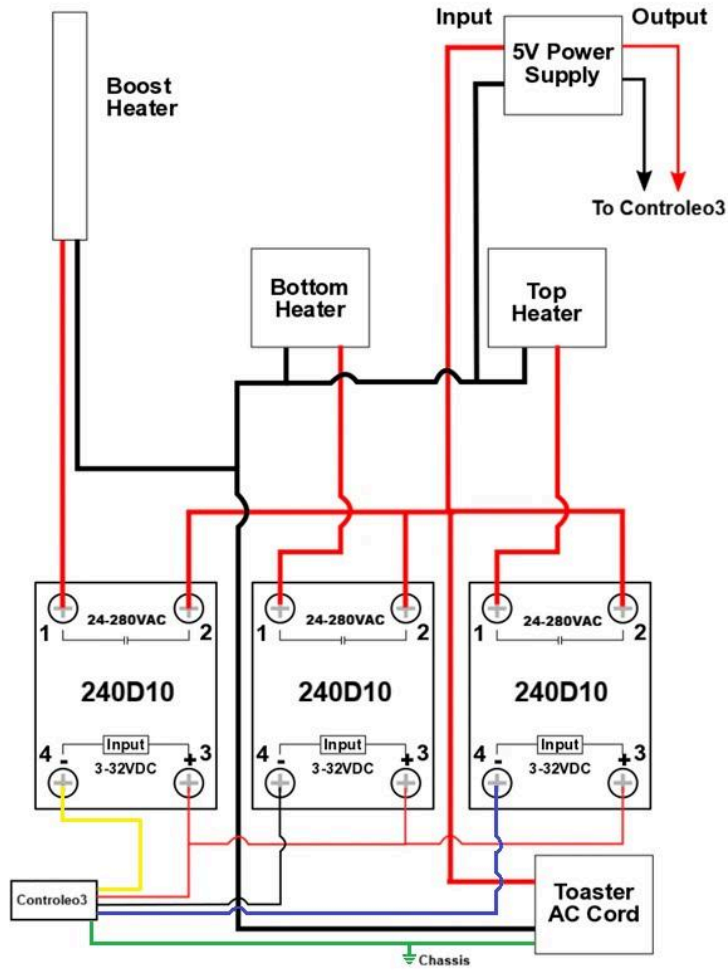 Input
Output
5V Power
Supply
Boost
Heater
To Controleo3
Bottom
Heater
Top
Heater
1
24-280VAC
2
240D10
4
-
Input
+
3
3-32VDC
1
24-280VAC
2
240D10
4
-
Input
+
3
3-32VDC
1
24-280VAC
2
240D10
4
-
Input
+
3
3-32VDC
Controleo3
Toaster
AC Cord
Chassis